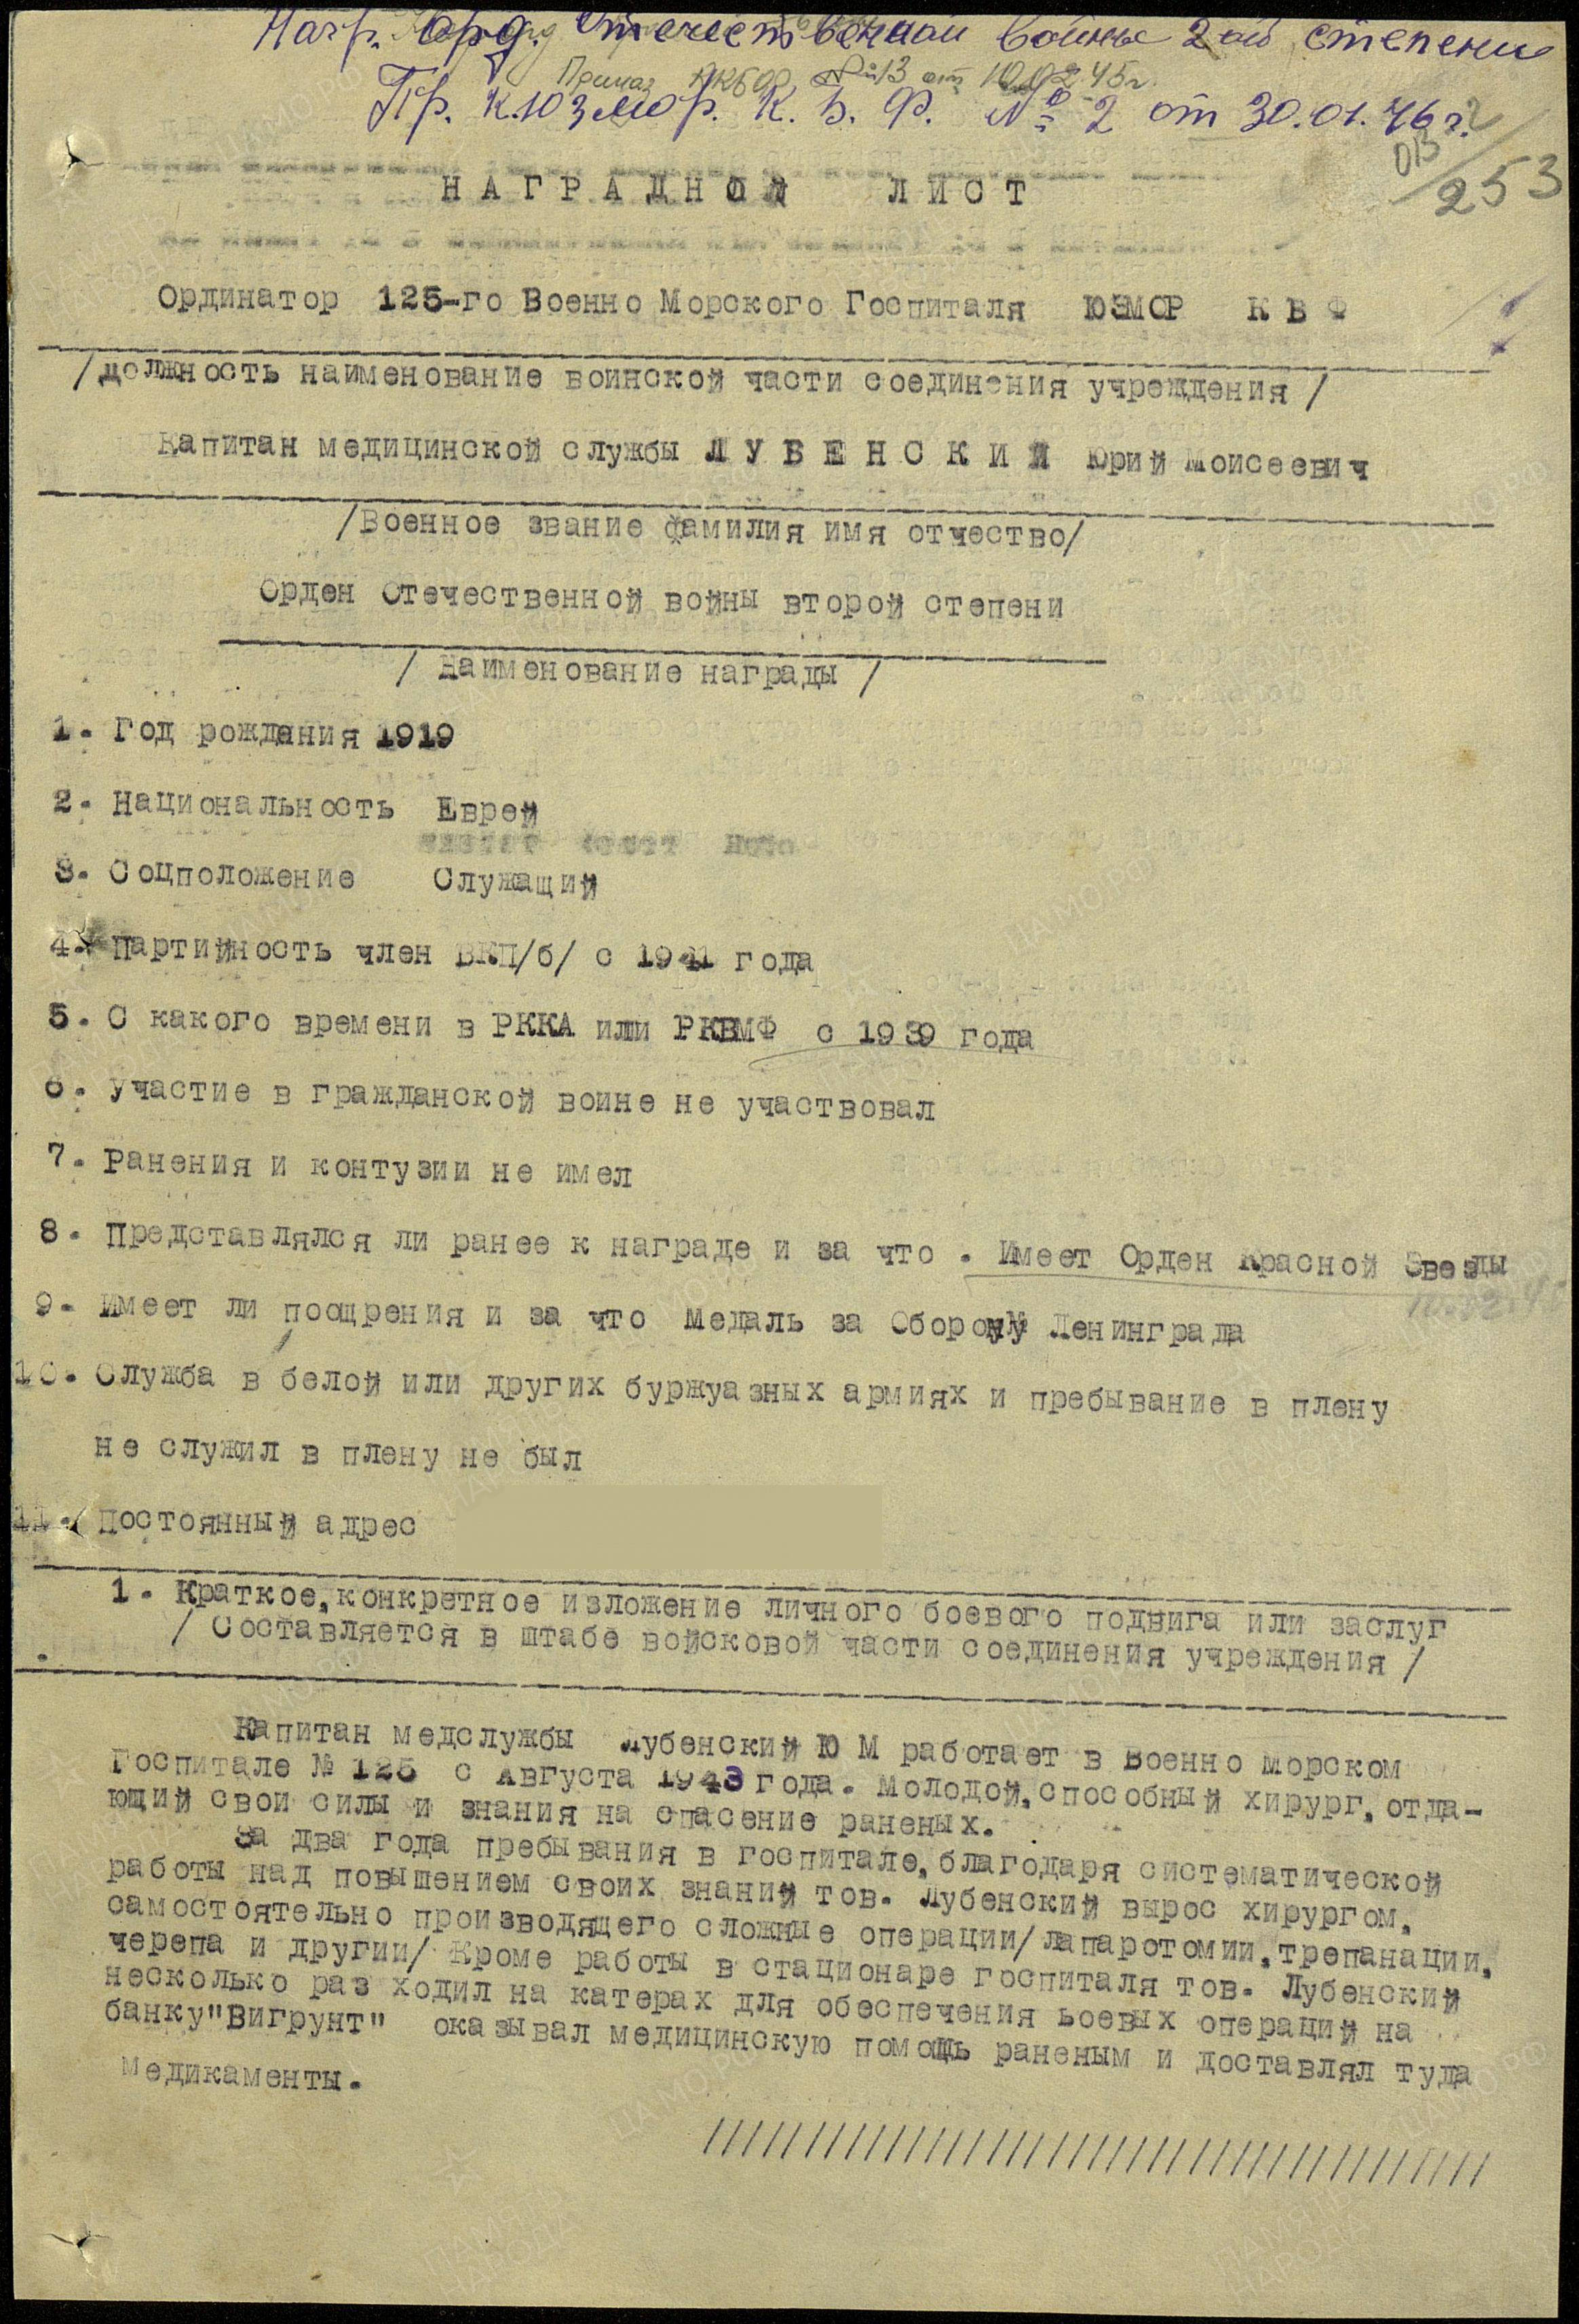 Нагр. Орд. Отечественной войны 2ой степени
Приказ №13 от 10.02.45г.
Пр. К.ЮЗМОР. К. Б. Ф. № 2 от 30.01.46 г.
253
НАГРАДНОЙ ЛИСТ
Ординатор 125-го Военно Морского Госпиталя ЮЗМОР К В Ф
/должность наименование воинской части соединения учреждения /
Капитан медицинской службы Л У Б Е Н С К И Й Юрий Моисеевич
/Военное звание фамилия имя отчество/
Орден Отечественной войны второй степени
/ Наименование награды /
1. Год рождения 1919
2. Национальность Еврей
3. Соцположение Служащий
4. Партийность член ВКП/б/ с 1941 года
5. С какого времени в РККА или РКВМФ с 1939 года
6. Участие в гражданской воине не участвовал
7. Ранения и контузии не имел
8. Представлялся ли ранее к награде и за что . Имеет Орден Красной Звезды
10.02.45
9. Имеет ли поощрения и за что Медаль за Оборону Ленинграда
10. Служба в белой или других буржуазных армиях и пребывание в плену
не служил в плену не был
11. Постоянный адрес
1. Краткое, конкретное изложение личного боевого подвига или заслуг
/ Составляется в штабе войсковой части соединения учреждения /
Капитан медслужбы Лубенский Ю М работает в Военно Морском
Госпитале № 125 с Августа 1943 года. Молодой, способный хирург, отда-
ющий свои силы и знания на спасение раненых.
За два года пребывания в госпитале, благодаря систематической
работы над повышением своих знаний тов. Лубенский вырос хирургом,
самостоятельно производящего сложные операции/ лапаротомии, трепанации,
черепа и другии/ Кроме работы в стационаре госпиталя тов. Лубенский
несколько раз ходил на катерах для обеспечения боевых операций на
банку"Вигрунт" оказывал медицинскую помощь раненым и доставлял туда
медикаменты.
////////////////////////////////////////